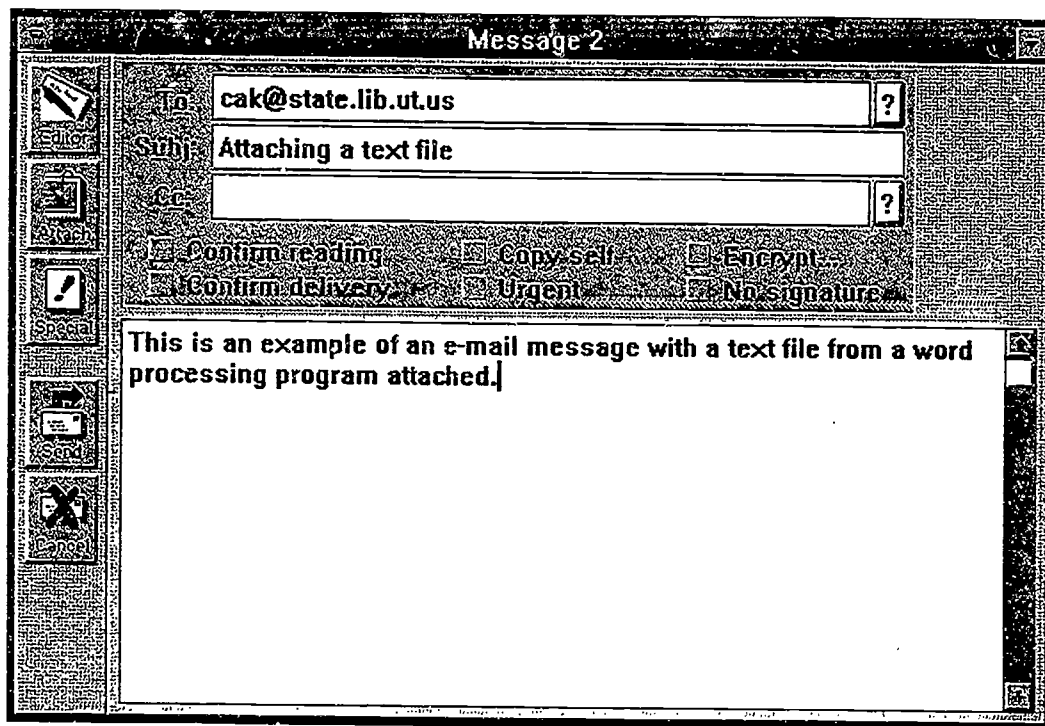 Message 2
To: cak@state.lib.ut.us ?
Subj: Attaching a text file
Cc: ?
Confirm reading Copy self Encrypt...
Confirm delivery Urgent No signature
Editor
Attach
Special
Send
Cancel
This is an example of an e-mail message with a text file from a word
processing program attached.